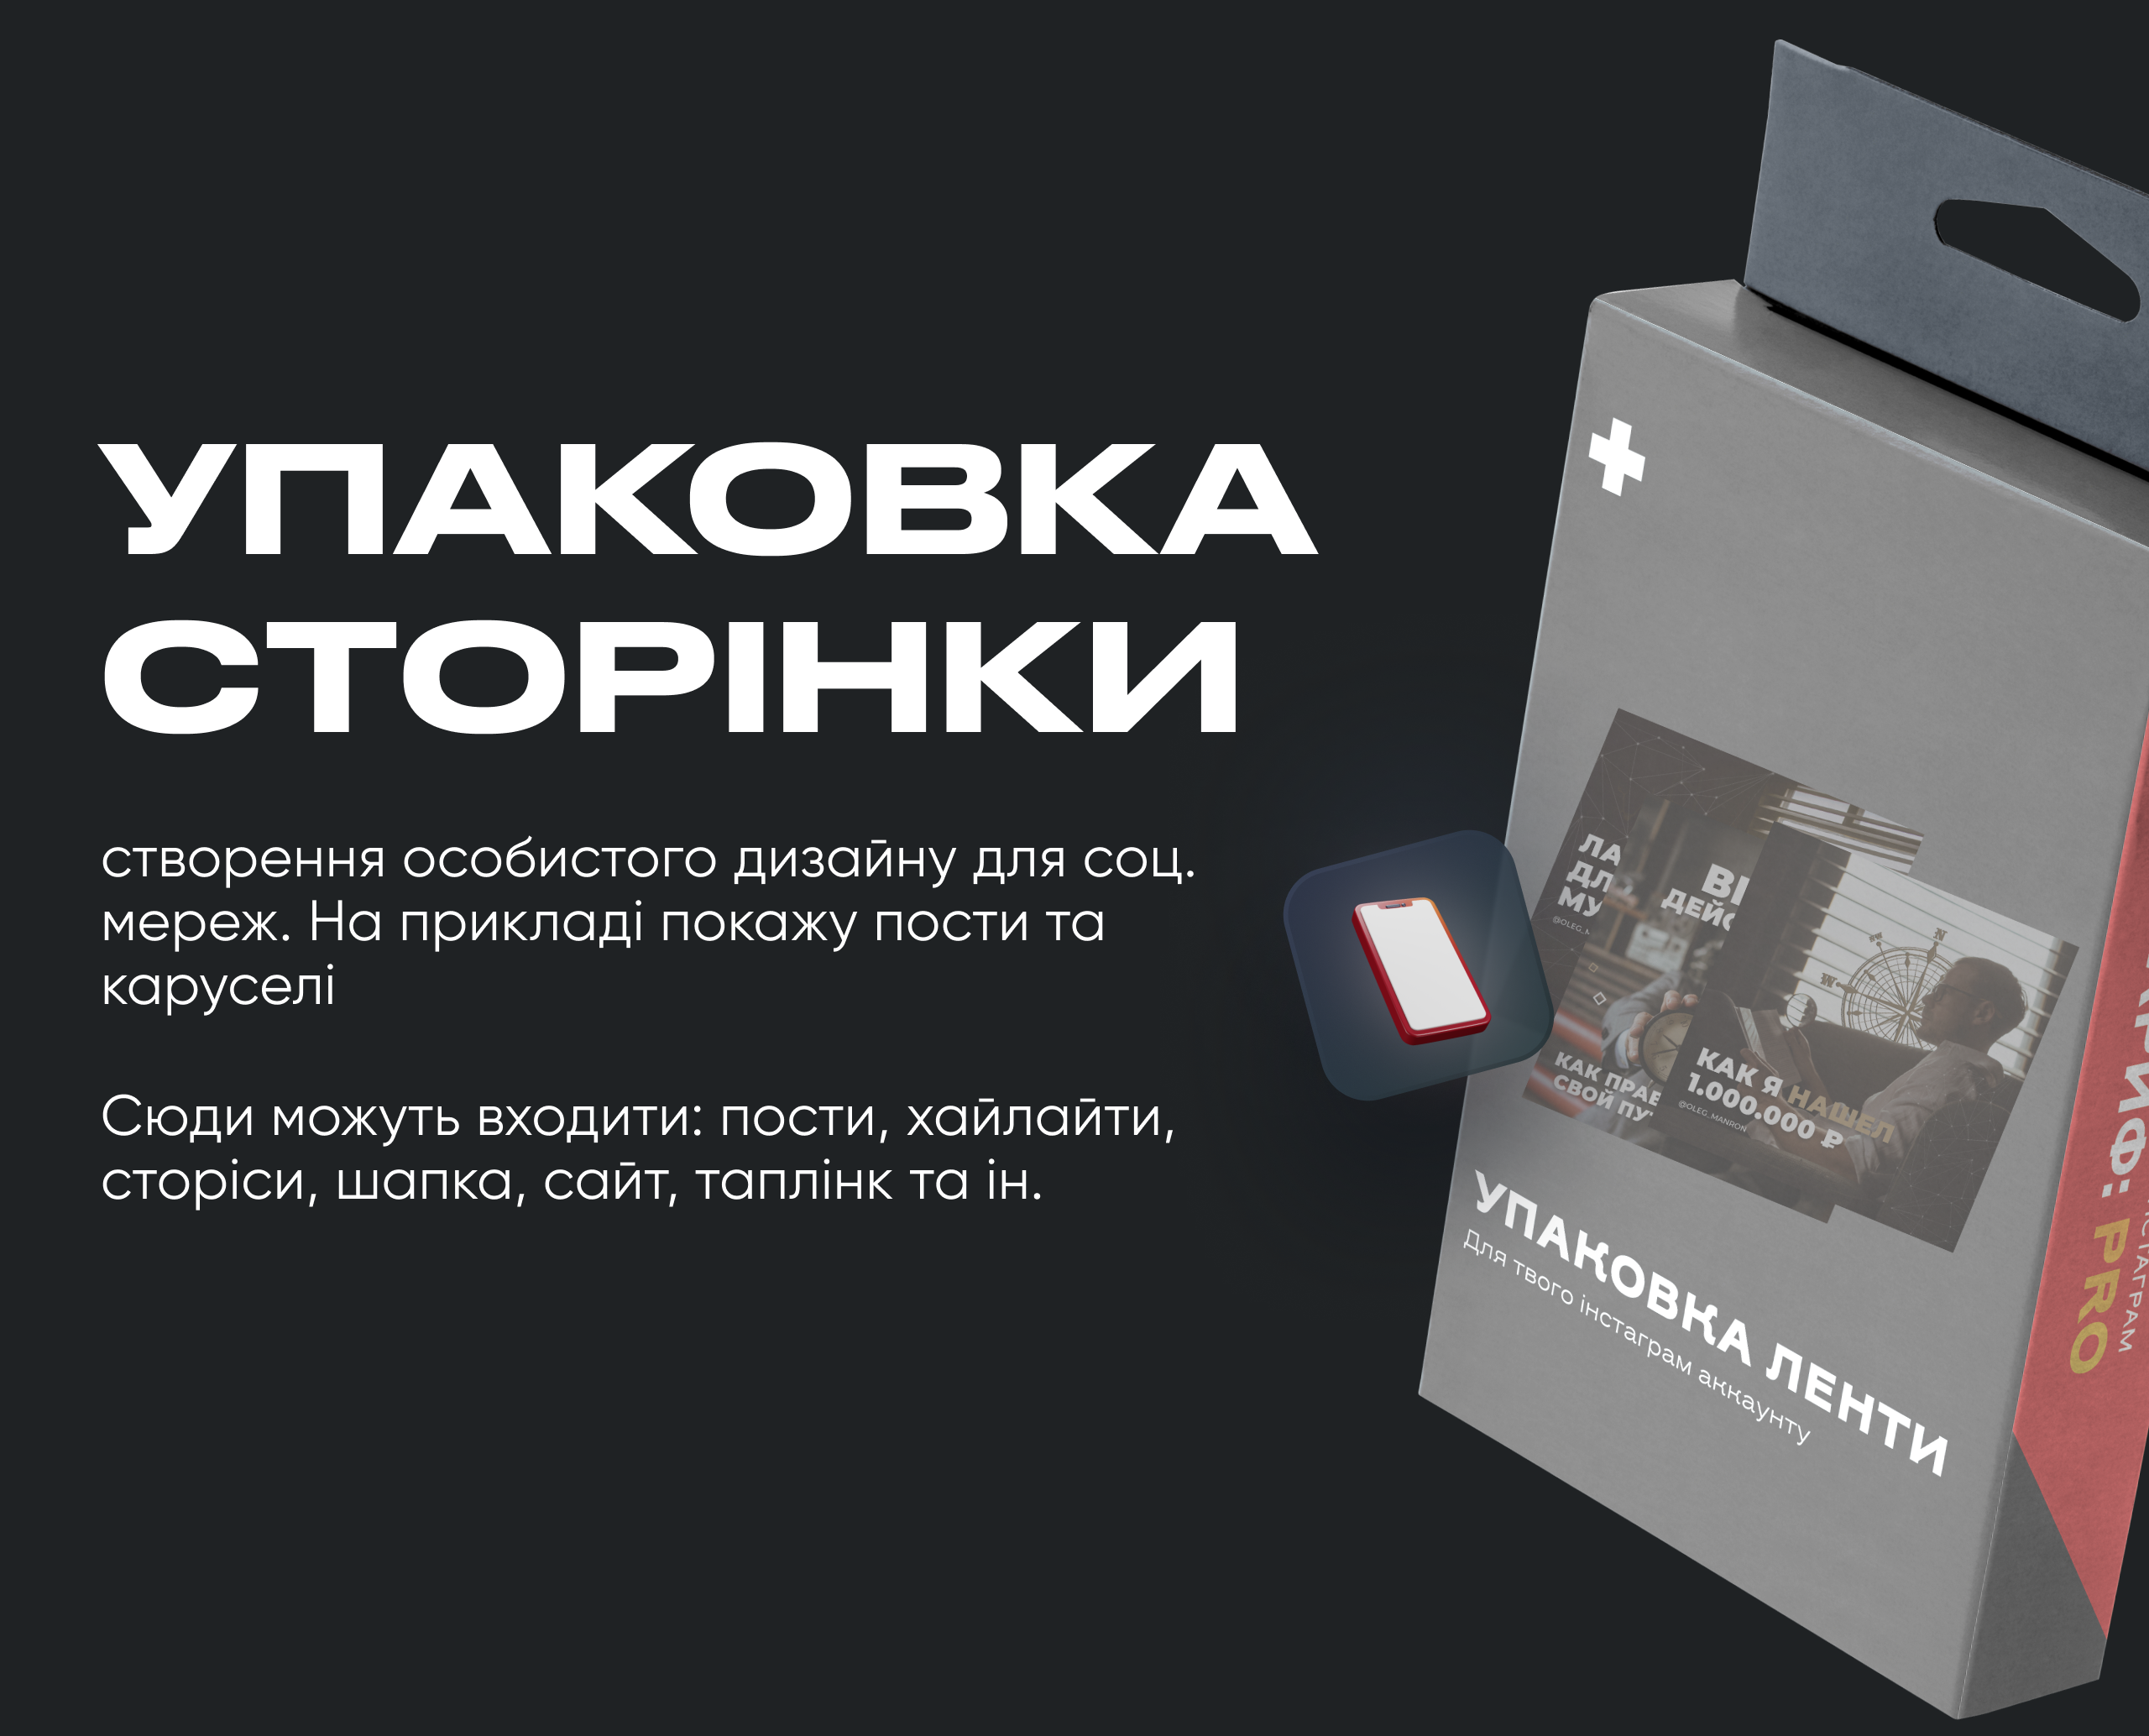 УПАКОВКА
СТОРІНКИ
створення особистого дизайну для соц.
мереж. На прикладі покажу пости та
каруселі
Сюди можуть входити: пости, хайлайти,
сторіси, шапка, сайт, таплінк та ін.
КАК Я НАШЕЛ
1.000.000 ₽
@OLEG_MANRON
УПАКОВКА ЛЕНТИ
Для твого інстаграм аккаунту
PRO